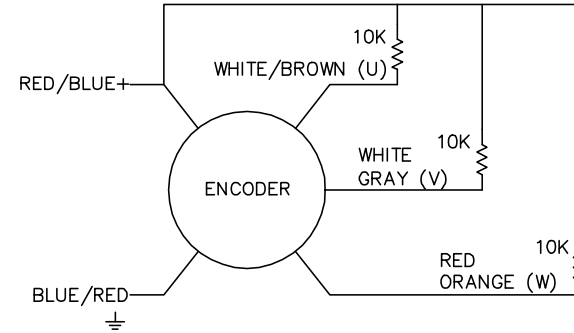 10K
WHITE/BROWN (U)
RED/BLUE+
10K
WHITE
GRAY (V)
ENCODER
10K
RED
ORANGE (W)
BLUE/RED